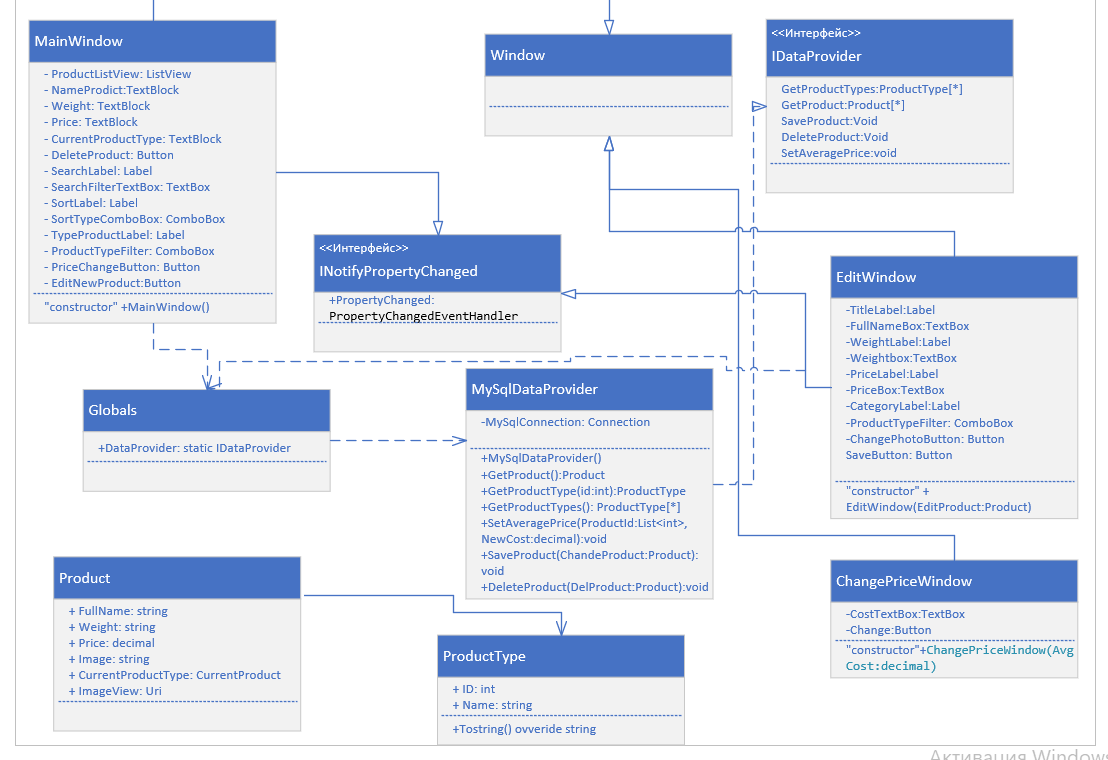 MainWindow
- ProductListView: ListView
- NameProdict:TextBlock
- Weight: TextBlock
- Price: TextBlock
- CurrentProductType: TextBlock
- DeleteProduct: Button
- SearchLabel: Label
- SearchFilterTextBox: TextBox
- SortLabel: Label
- SortTypeComboBox: ComboBox
- TypeProductLabel: Label
- ProductTypeFilter: ComboBox
- PriceChangeButton: Button
- EditNewProduct:Button
"constructor" +MainWindow()
Window
<<Интерфейс>>
IDataProvider
GetProductTypes:ProductType[*]
GetProduct:Product[*]
SaveProduct:Void
DeleteProduct:Void
SetAveragePrice:void
<<Интерфейс>>
INotifyPropertyChanged
+PropertyChanged:
PropertyChangedEventHandler
EditWindow
-TitleLabel:Label
-FullNameBox:TextBox
-WeightLabel:Label
-Weightbox:TextBox
-PriceLabel:Label
-PriceBox:TextBox
-CategoryLabel:Label
-ProductTypeFilter: ComboBox
-ChangePhotoButton: Button
SaveButton: Button
"constructor" +
EditWindow(EditProduct:Product)
Globals
+DataProvider: static IDataProvider
MySqlDataProvider
-MySqlConnection: Connection
+MySqlDataProvider()
+GetProduct():Product
+GetProductType(id:int):ProductType
+GetProductTypes(): ProductType[*]
+SetAveragePrice(ProductId:List<int>,
NewCost:decimal):void
+SaveProduct(ChandeProduct:Product):
void
+DeleteProduct(DelProduct:Product):void
Product
+ FullName: string
+ Weight: string
+ Price: decimal
+ Image: string
+ CurrentProductType: CurrentProduct
+ ImageView: Uri
ProductType
+ ID: int
+ Name: string
+Tostring() ovveride string
ChangePriceWindow
-CostTextBox:TextBox
-Change:Button
"constructor"+ChangePriceWindow(Avg
Cost:decimal)
Активация Windows